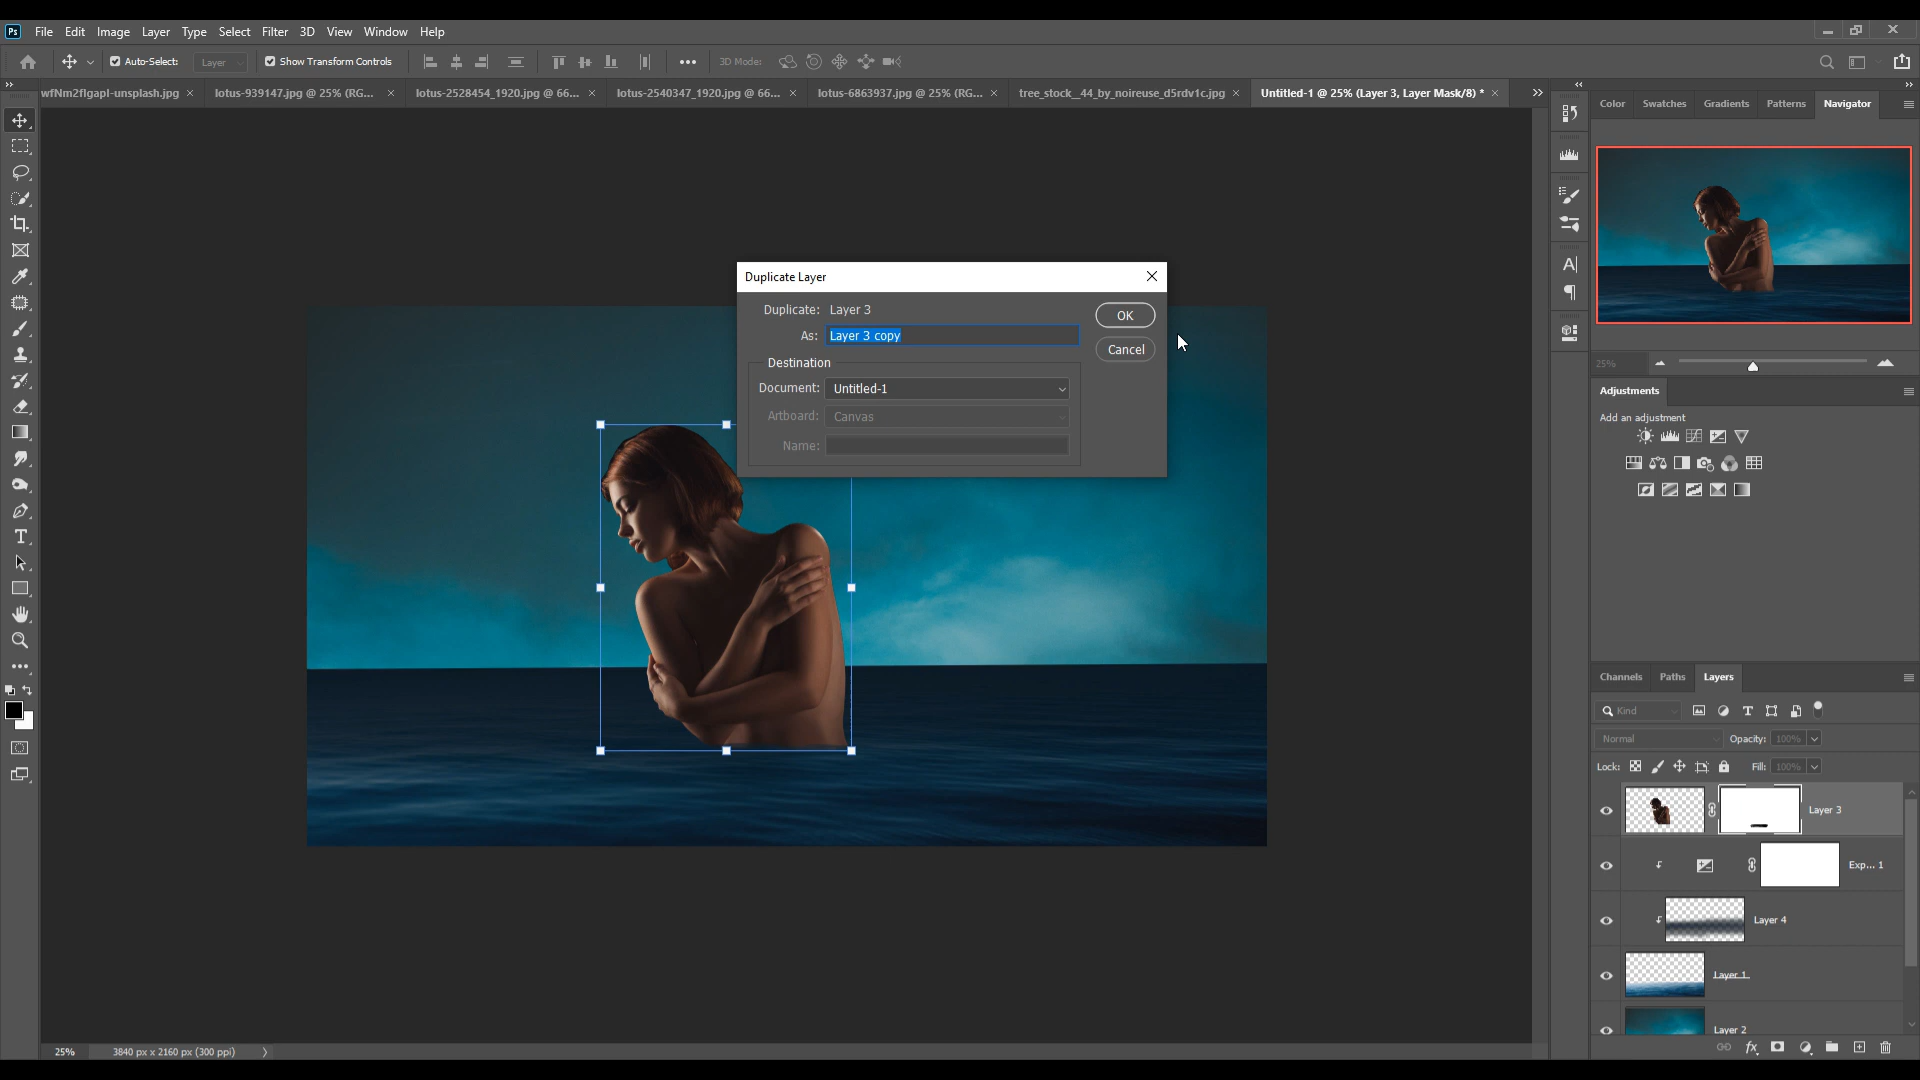 Ps File Edit Image Layer Type Select Filter 3D View Window Help
Auto-Select: Layer Show Transform Controls 3D Mode:
wfNm2flgapI-unsplash.jpg lotus-939147.jpg @ 25% (RG... lotus-2528454_1920.jpg @ 66... lotus-2540347_1920.jpg @ 66... lotus-6863937.jpg @ 25% (RG... tree_stock__44_by_noireuse_d5rdv1c.jpg Untitled-1 @ 25% (Layer 3, Layer Mask/8) *
Color Swatches Gradients Patterns Navigator
Duplicate Layer
Duplicate: Layer 3
OK
As: Layer 3 copy
Cancel
Destination
Document: Untitled-1
Artboard: Canvas
Name:
25%
Adjustments
Add an adjustment
Channels Paths Layers
Kind
Normal Opacity: 100%
Lock: Fill: 100%
Layer 3
Exp... 1
Layer 4
Layer 1
Layer 2
25% 3840 px x 2160 px (300 ppi)